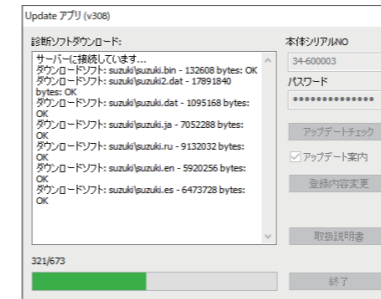 Update アプリ (v308)
診断ソフトダウンロード:
サーバーに接続しています...
ダウンロードソフト: suzuki\suzuki.bin - 132608 bytes: OK
ダウンロードソフト: suzuki\suzuki2.dat - 17891840
bytes: OK
ダウンロードソフト: suzuki\suzuki.dat - 1095168 bytes:
OK
ダウンロードソフト: suzuki\suzuki.ja - 7052288 bytes:
OK
ダウンロードソフト: suzuki\suzuki.ru - 9132032 bytes:
OK
ダウンロードソフト: suzuki\suzuki.en - 5920256 bytes:
OK
ダウンロードソフト: suzuki\suzuki.es - 6473728 bytes:
OK
321/673
本体シリアルNO
34-600003
パスワード
●●●●●●●●●●●●●●
アップデートチェック
アップデート案内
登録内容変更
取扱説明書
終了